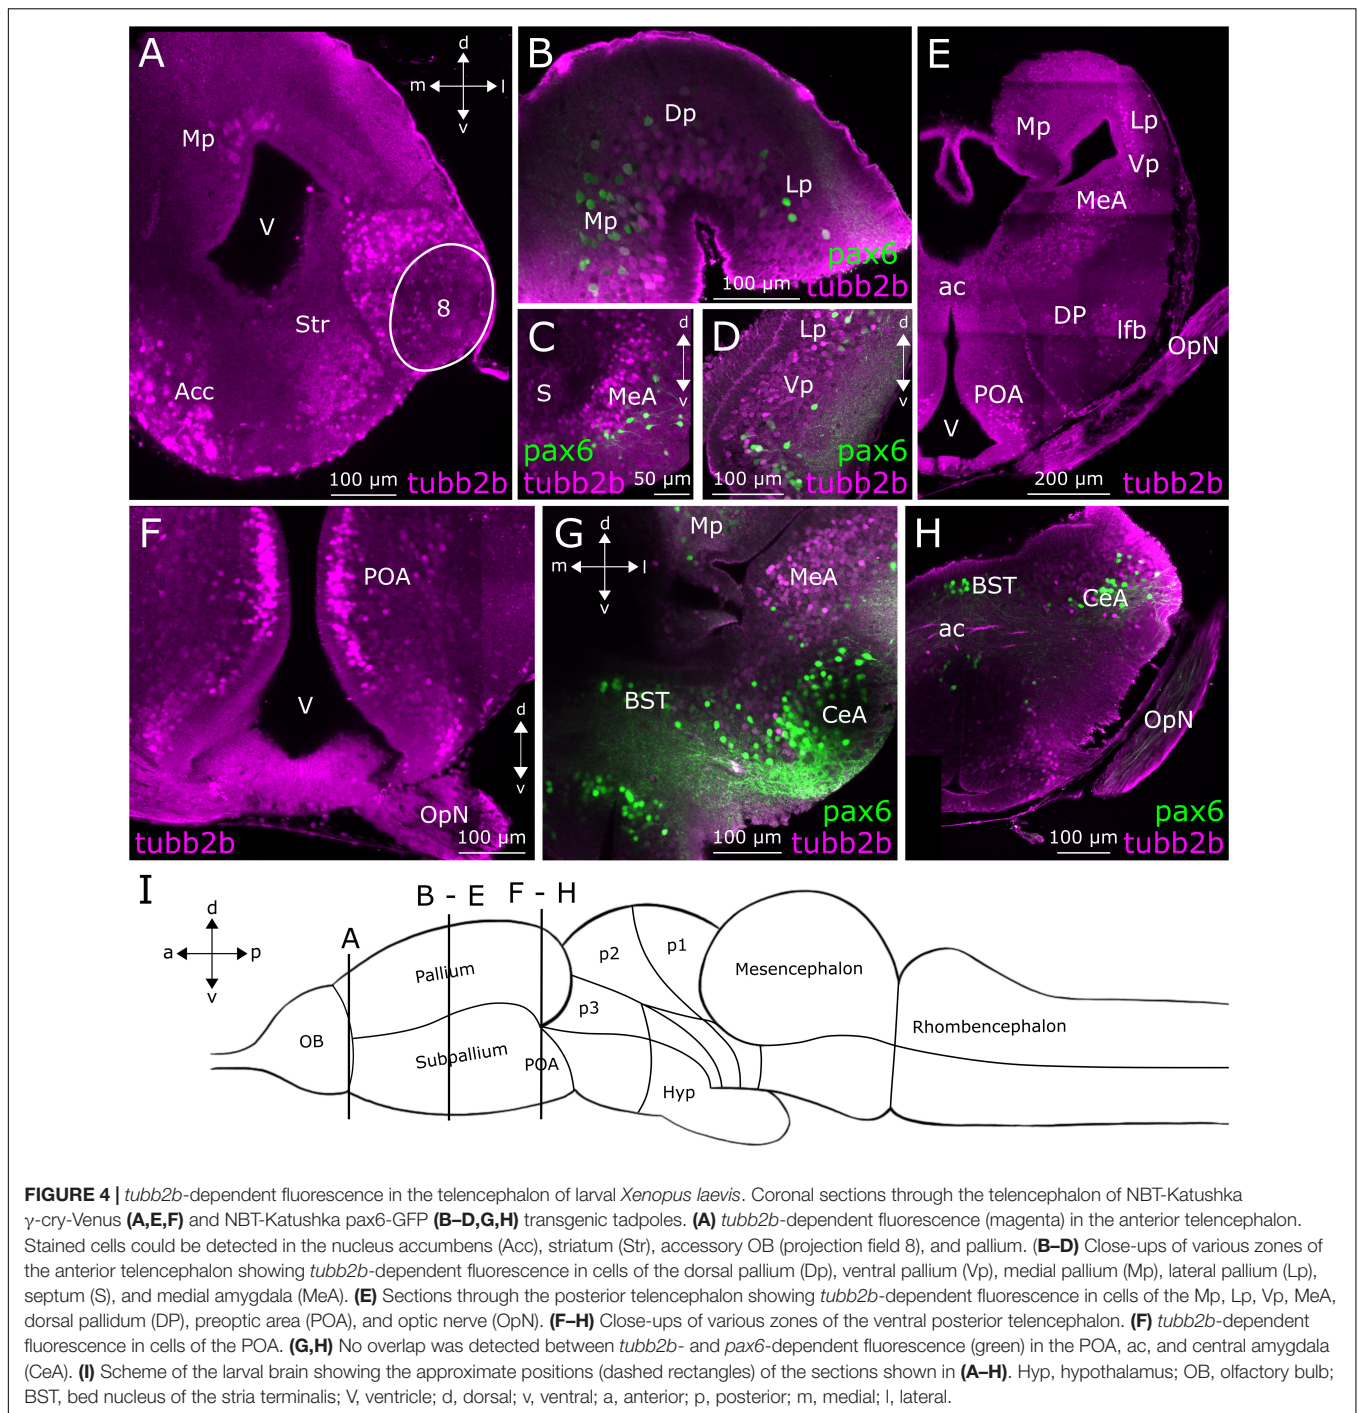 A
d
m l
v
Mp
V
8
Str
Acc
100 µm
tubb2b
B
Dp
Lp
Mp
pax6
100 µm
tubb2b
C
d
v
S
MeA
pax6
tubb2b
50 µm
D
Lp
d
v
Vp
pax6
100 µm
tubb2b
E
Mp
Lp
Vp
MeA
ac
DP
lfb
OpN
POA
V
200 µm
tubb2b
F
POA
V
d
v
OpN
tubb2b
100 µm
G
d
m l
v
Mp
MeA
BST
CeA
pax6
100 µm
tubb2b
H
BST
CeA
ac
OpN
pax6
100 µm
tubb2b
I
d
a p
v
A
B - E
F - H
Pallium
p2
p1
Mesencephalon
p3
OB
Subpallium
POA
Hyp
Rhombencephalon
FIGURE 4 | tubb2b-dependent fluorescence in the telencephalon of larval Xenopus laevis. Coronal sections through the telencephalon of NBT-Katushka
γ-cry-Venus (A,E,F) and NBT-Katushka pax6-GFP (B–D,G,H) transgenic tadpoles. (A) tubb2b-dependent fluorescence (magenta) in the anterior telencephalon.
Stained cells could be detected in the nucleus accumbens (Acc), striatum (Str), accessory OB (projection field 8), and pallium. (B–D) Close-ups of various zones of
the anterior telencephalon showing tubb2b-dependent fluorescence in cells of the dorsal pallium (Dp), ventral pallium (Vp), medial pallium (Mp), lateral pallium (Lp),
septum (S), and medial amygdala (MeA). (E) Sections through the posterior telencephalon showing tubb2b-dependent fluorescence in cells of the Mp, Lp, Vp, MeA,
dorsal pallidum (DP), preoptic area (POA), and optic nerve (OpN). (F–H) Close-ups of various zones of the ventral posterior telencephalon. (F) tubb2b-dependent
fluorescence in cells of the POA. (G,H) No overlap was detected between tubb2b- and pax6-dependent fluorescence (green) in the POA, ac, and central amygdala
(CeA). (I) Scheme of the larval brain showing the approximate positions (dashed rectangles) of the sections shown in (A–H). Hyp, hypothalamus; OB, olfactory bulb;
BST, bed nucleus of the stria terminalis; V, ventricle; d, dorsal; v, ventral; a, anterior; p, posterior; m, medial; l, lateral.